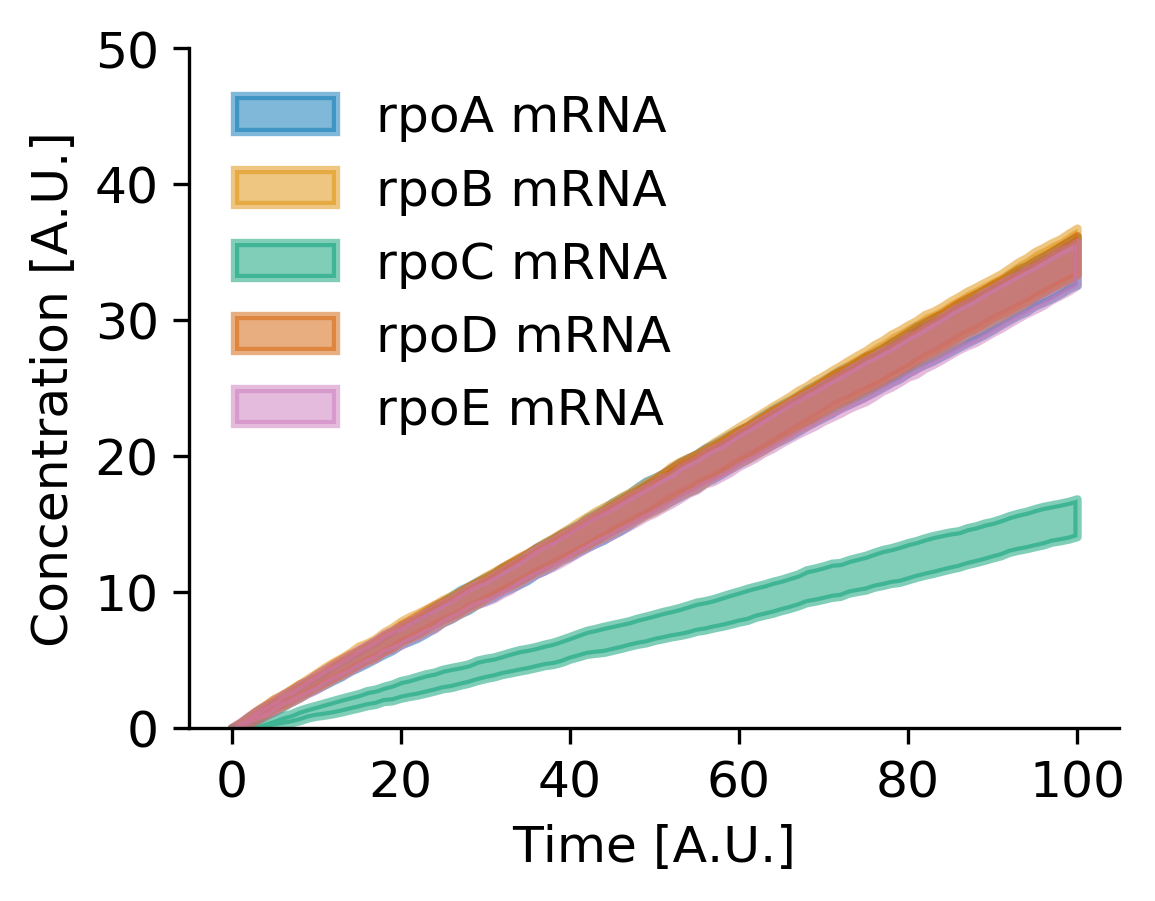 Concentration [A.U.]
50
40
30
20
10
0
rpoA mRNA
rpoB mRNA
rpoC mRNA
rpoD mRNA
rpoE mRNA
0 20 40 60 80 100
Time [A.U.]